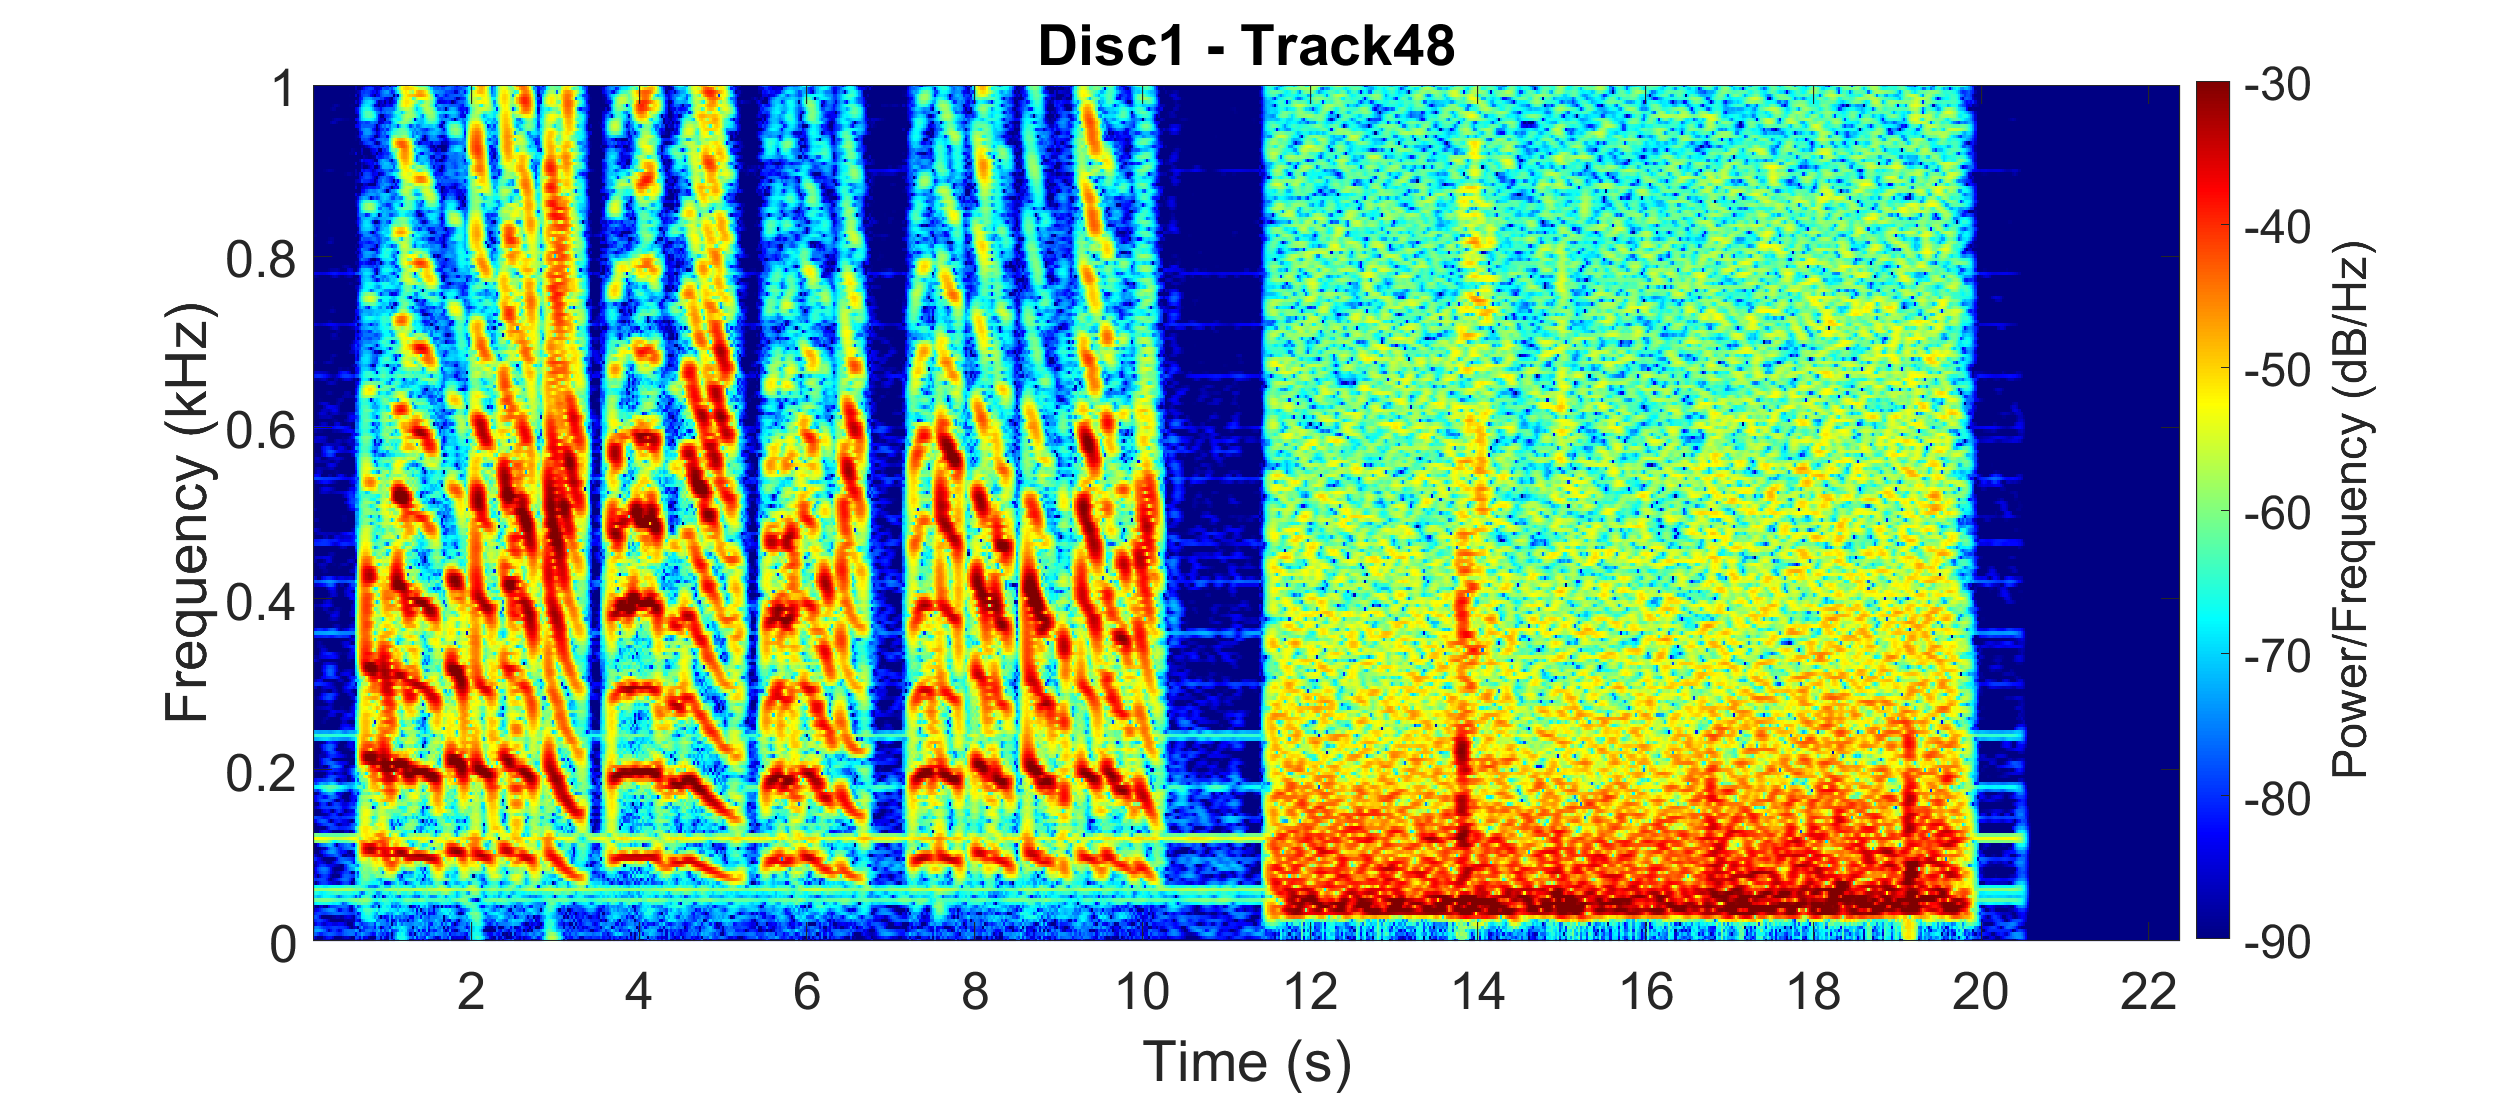 Disc1 - Track48
Frequency (kHz)
1
0.8
0.6
0.4
0.2
0
2 4 6 8 10 12 14 16 18 20 22
Time (s)
-30
-40
-50
-60
-70
-80
-90
Power/Frequency (dB/Hz)